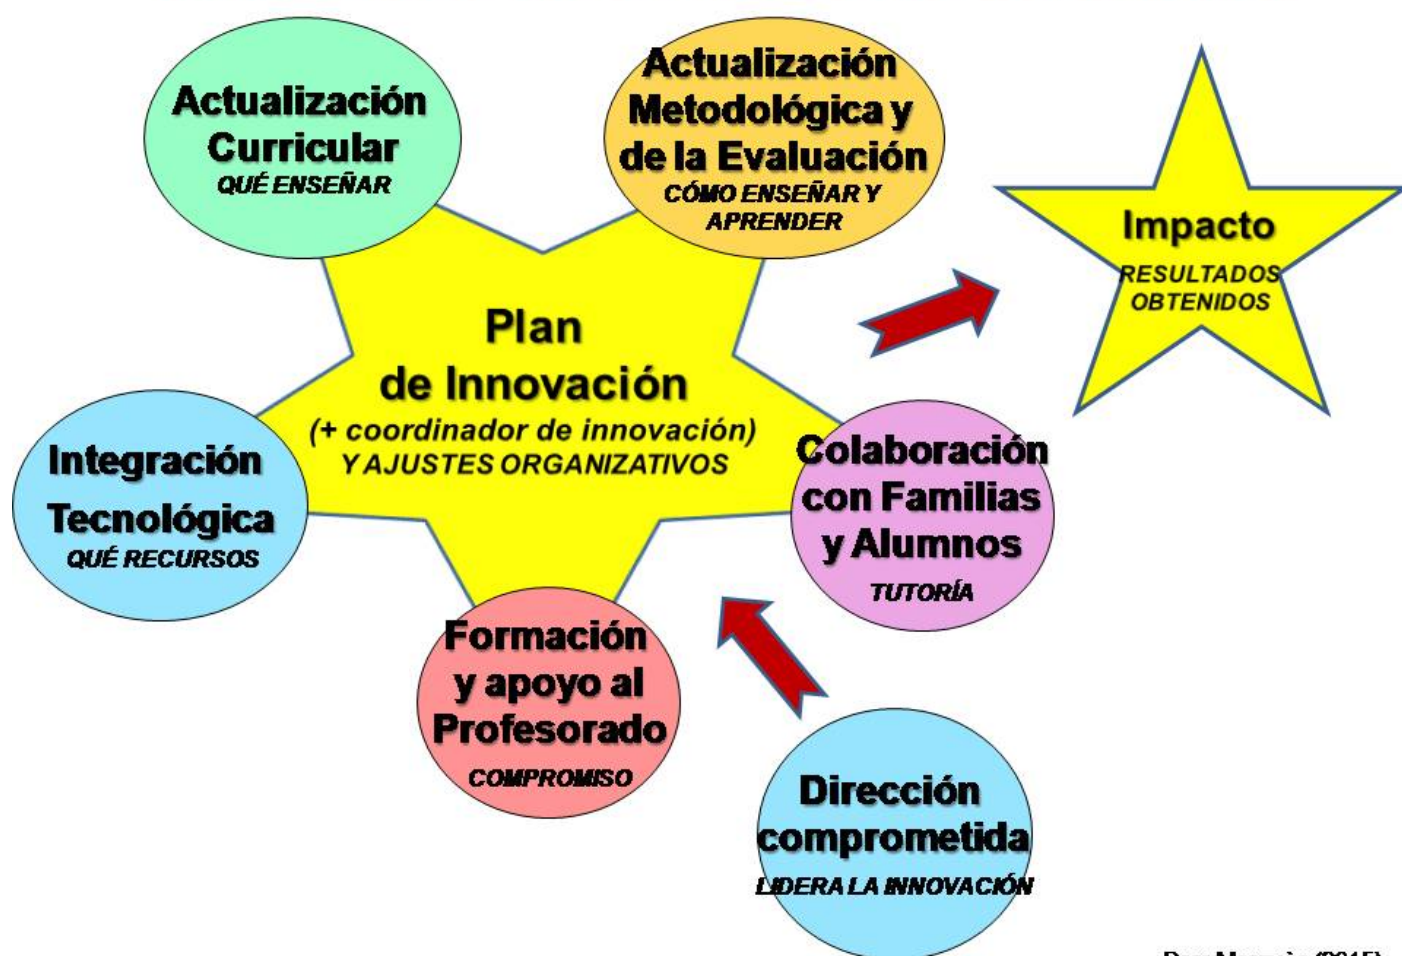 Actualización
Curricular
QUÉ ENSEÑAR
Actualización
Metodológica y
de la Evaluación
CÓMO ENSEÑAR Y
APRENDER
Impacto
RESULTADOS
OBTENIDOS
Plan
de Innovación
(+ coordinador de innovación)
Y AJUSTES ORGANIZATIVOS
Integración
Tecnológica
QUÉ RECURSOS
Colaboración
con Familias
y Alumnos
TUTORÍA
Formación
y apoyo al
Profesorado
COMPROMISO
Dirección
comprometida
LIDERA LA INNOVACIÓN